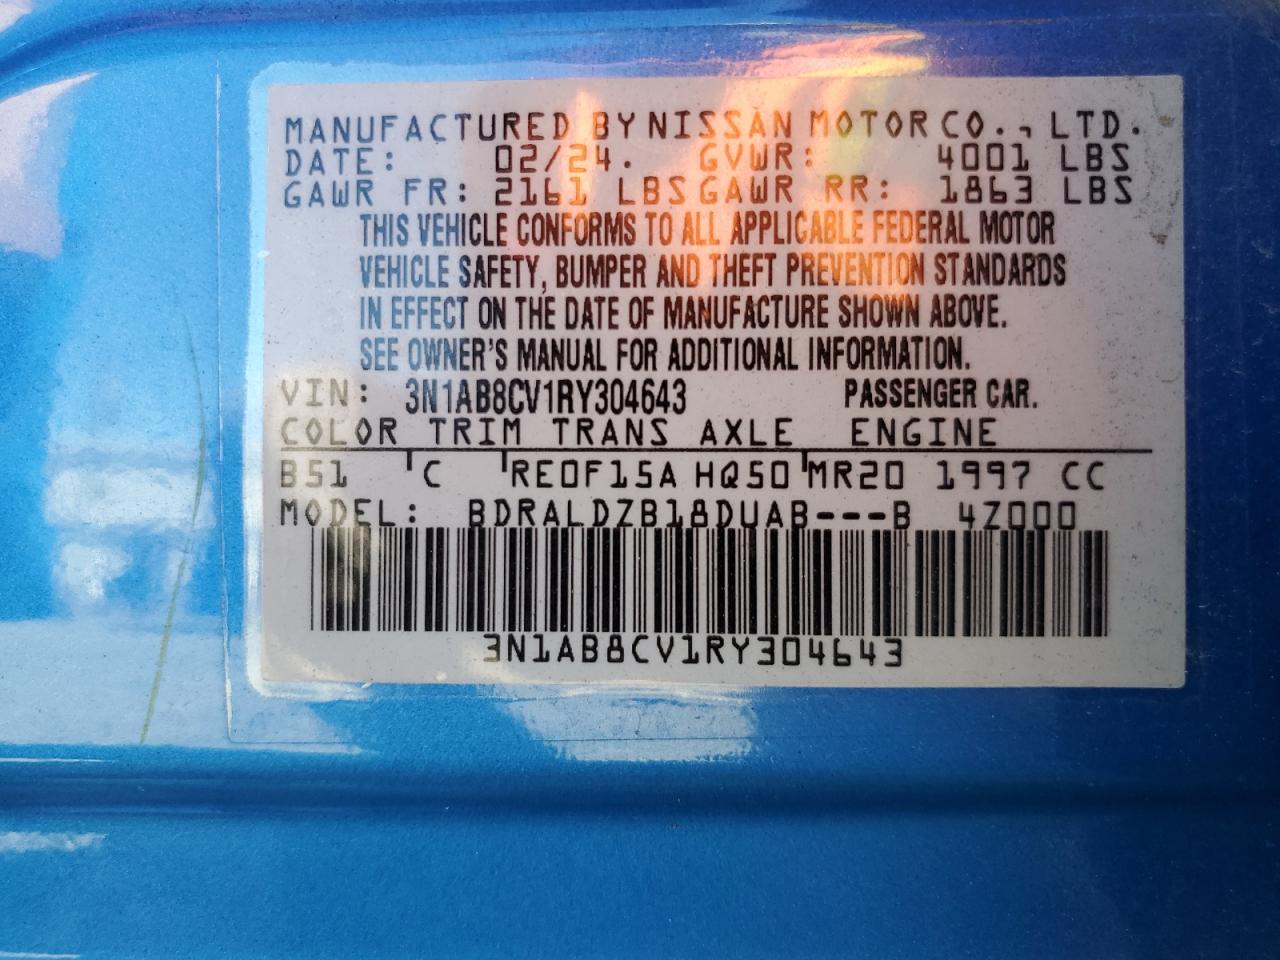 MANUFACTURED BY NISSAN MOTOR CO., LTD.
DATE: 02/24. GVWR: 4001 LBS
GAWR FR: 2161 LBS GAWR RR: 1863 LBS
THIS VEHICLE CONFORMS TO ALL APPLICABLE FEDERAL MOTOR
VEHICLE SAFETY, BUMPER AND THEFT PREVENTION STANDARDS
IN EFFECT ON THE DATE OF MANUFACTURE SHOWN ABOVE.
SEE OWNER'S MANUAL FOR ADDITIONAL INFORMATION.
VIN: 3N1AB8CV1RY304643 PASSENGER CAR.
COLOR TRIM TRANS AXLE ENGINE
B51 C RE0F15A HQ50 MR20 1997 CC
MODEL: BDRALDZB18DUAB---B 4Z000
3N1AB8CV1RY304643